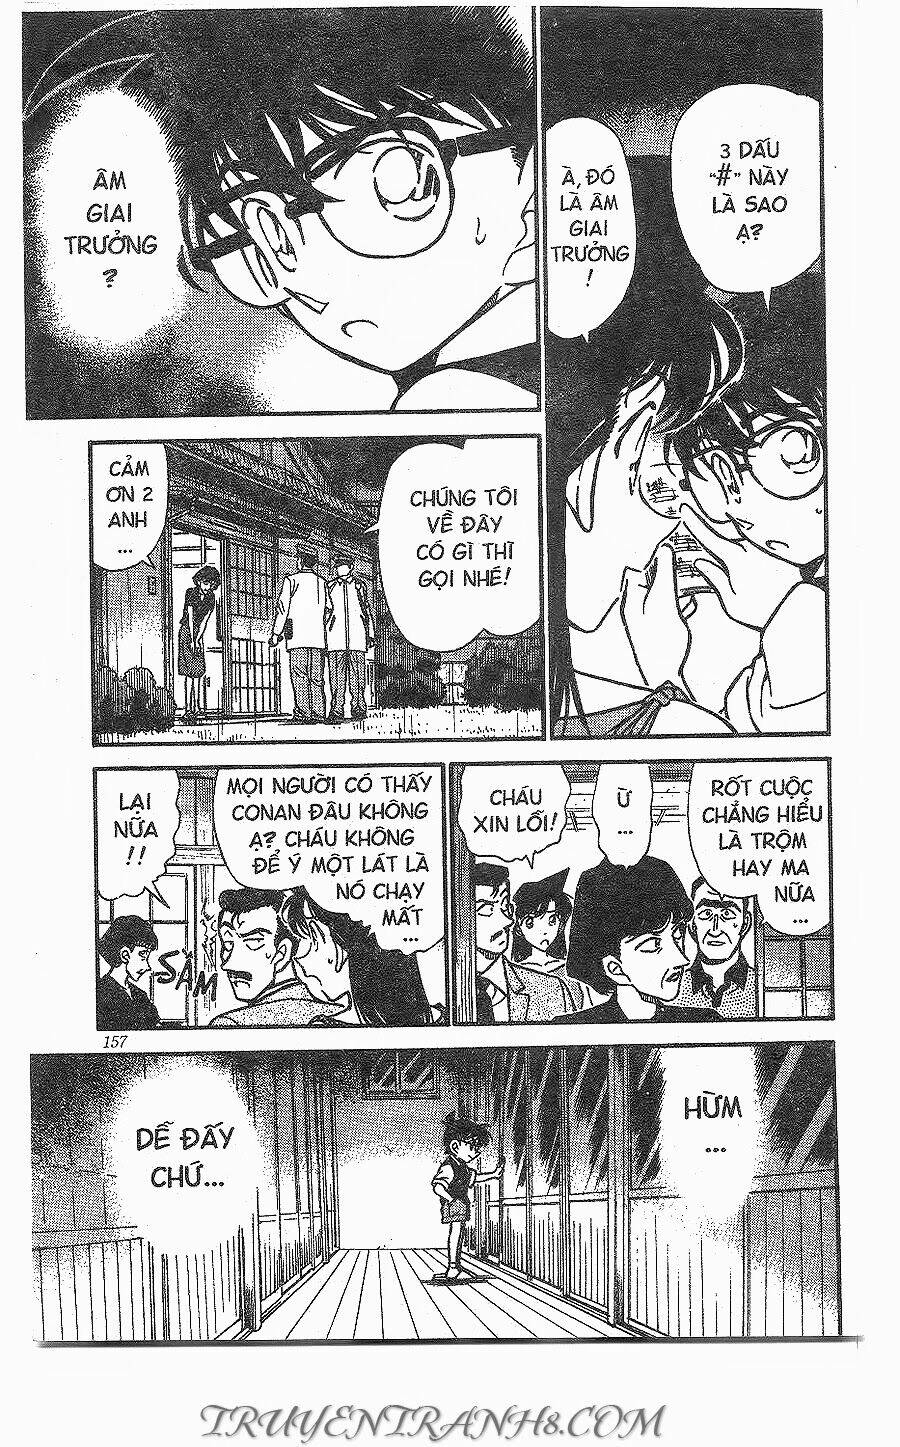 3 DẤU
"#" NÀY
LÀ SAO
Ạ?
À, ĐÓ
LÀ ÂM
GIAI
TRƯỞNG
!
ÂM
GIAI
TRƯỞNG
?
CHÚNG TÔI
VỀ ĐÂY
CÓ GÌ THÌ
GỌI NHÉ!
CẢM
ƠN 2
ANH
...
RỐT CUỘC
CHẲNG HIỂU
LÀ TRỘM
HAY MA
NỮA
...
Ừ
...
CHÁU
XIN LỖI!
MỌI NGƯỜI CÓ THẤY
CONAN ĐÂU KHÔNG
Ạ? CHÁU KHÔNG
ĐỂ Ý MỘT LÁT LÀ
NÓ CHẠY
MẤT
...
LẠI
NỮA
!!
SẦM
157
HỪM
...
DỄ ĐẤY
CHỨ...
TRUYENTRANH8.COM